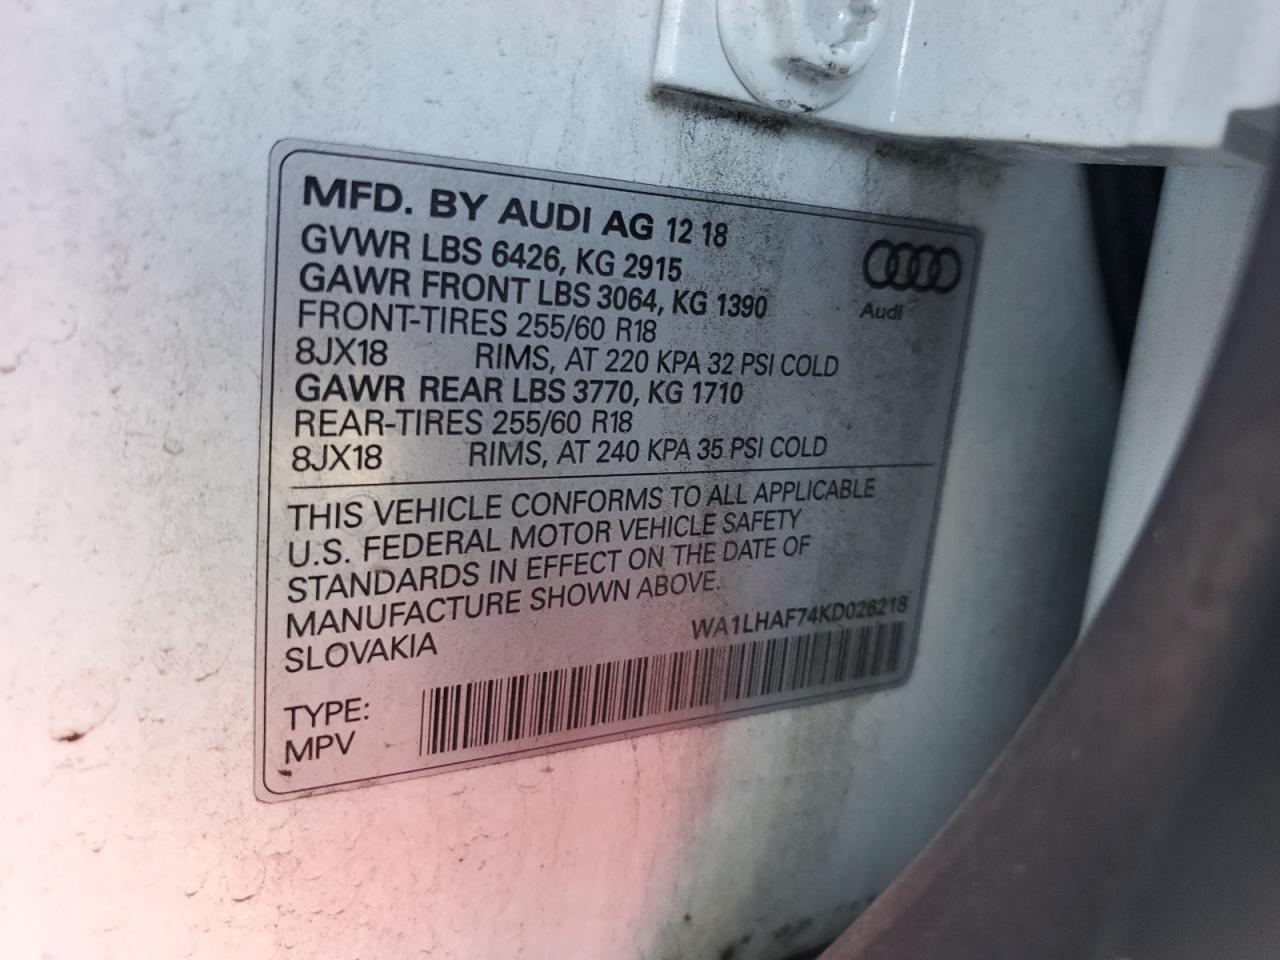 MFD. BY AUDI AG 12 18
GVWR LBS 6426, KG 2915
GAWR FRONT LBS 3064, KG 1390
Audi
FRONT-TIRES 255/60 R18
8JX18 RIMS, AT 220 KPA 32 PSI COLD
GAWR REAR LBS 3770, KG 1710
REAR-TIRES 255/60 R18
8JX18 RIMS, AT 240 KPA 35 PSI COLD
THIS VEHICLE CONFORMS TO ALL APPLICABLE
U.S. FEDERAL MOTOR VEHICLE SAFETY
STANDARDS IN EFFECT ON THE DATE OF
MANUFACTURE SHOWN ABOVE.
SLOVAKIA
WA1LHAF74KD026218
TYPE:
MPV